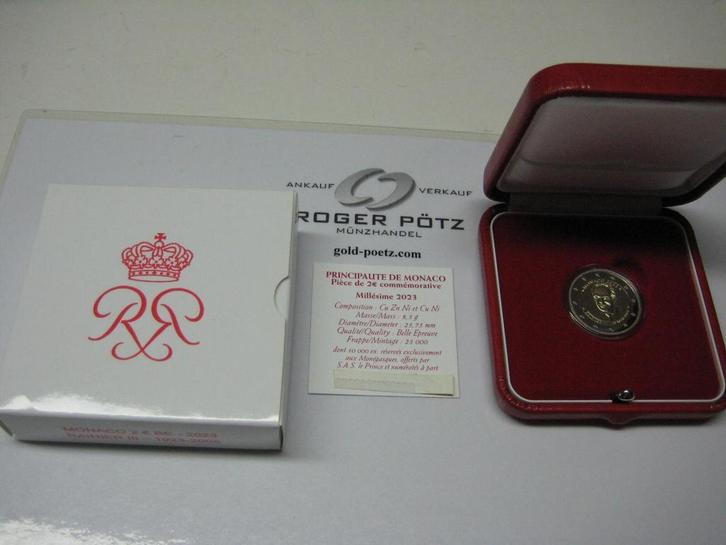 ANKAUF VERKAUF
ROGER PÖTZ
MÜNZHANDEL
gold-poetz.com
PRINCIPAUTE DE MONACO
Pièce de 2€ commémorative
Millésime 2023
Composition : Cu Zn Ni et Cu Ni
Masse/Mass : 8,5 g
Diamètre/Diameter : 25,75 mm
Qualité/Quality : Belle Epreuve
Frappe/Mintage : 25 000
dont 10 000 ex. réservés exclusivement
aux Monégasques, offerts par
S.A.S. le Prince et numérotés à part
MONACO 2 € BE - 2023
RAINIER III 1923-2005